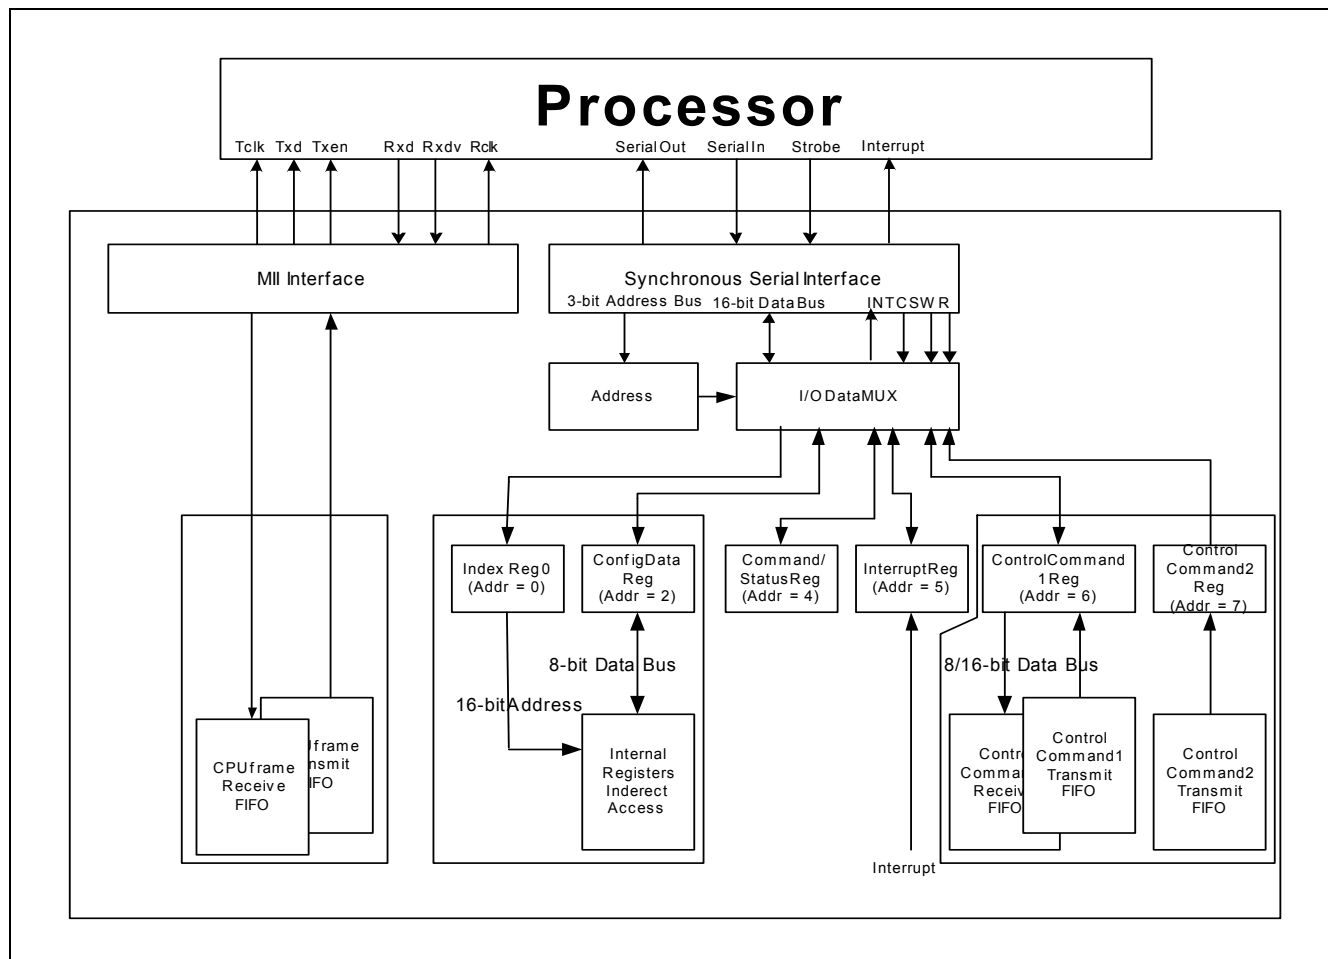 Processor
Tclk Txd Txen Rxd Rxdv Rclk SerialOut SerialIn Strobe Interrupt
MII Interface
Synchronous Serial Interface
3-bit Address Bus 16-bit DataBus INT CS W R
Address
I/O DataMUX
Index Reg0
(Addr = 0)
ConfigData
Reg
(Addr = 2)
Command/
StatusReg
(Addr = 4)
InterruptReg
(Addr = 5)
ControlCommand
1Reg
(Addr = 6)
Control
Command2
Reg
(Addr = 7)
8-bit Data Bus
16-bit Address
8/16-bit Data Bus
CPUframe
Receive
FIFO
Internal
Registers
Inderect
Access
Control
Command1
Transmit
FIFO
Control
Command2
Transmit
FIFO
Interrupt